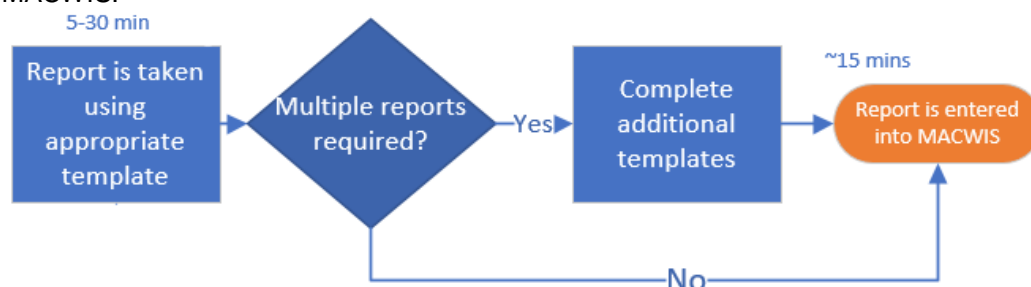 5-30 min
Report is taken
using
appropriate
template
Multiple reports
required?
Yes
Complete
additional
templates
~15 mins
Report is entered
into MACWIS
No